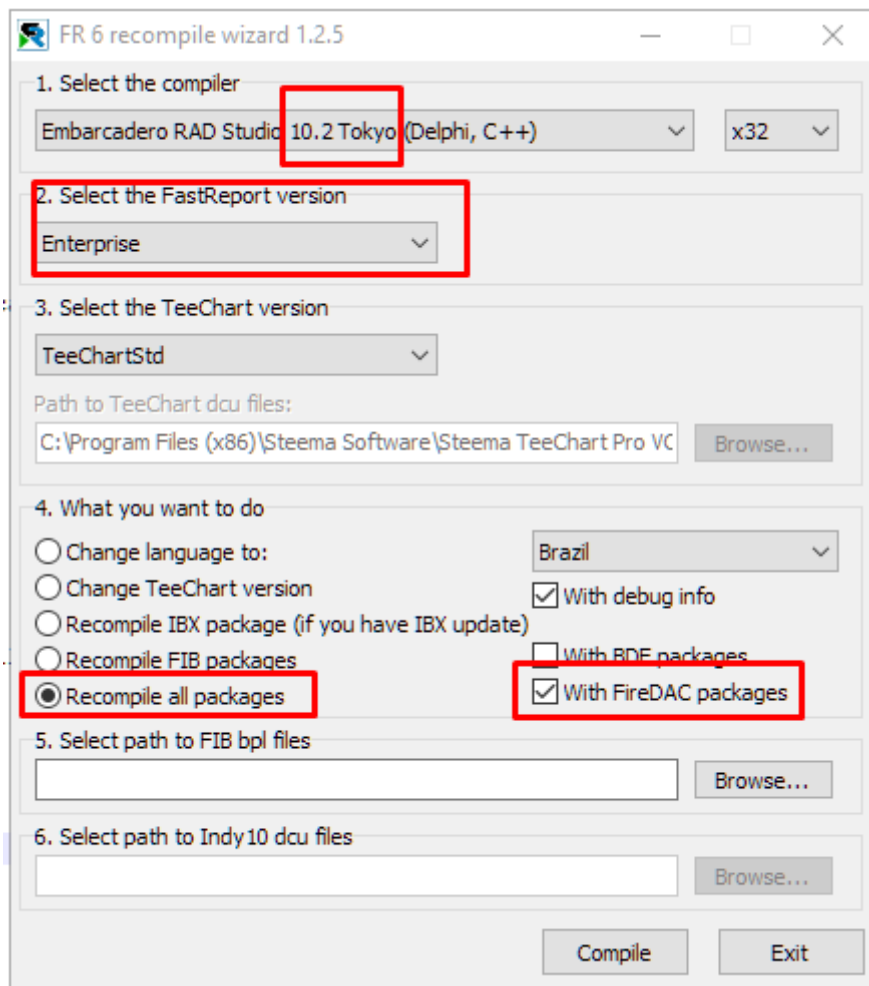 FR 6 recompile wizard 1.2.5
1. Select the compiler
Embarcadero RAD Studio 10.2 Tokyo (Delphi, C++)
x32
2. Select the FastReport version
Enterprise
3. Select the TeeChart version
TeeChartStd
Path to TeeChart dcu files:
C:\Program Files (x86)\Steema Software\Steema TeeChart Pro VC
Browse...
4. What you want to do
Change language to:
Brazil
Change TeeChart version
With debug info
Recompile IBX package (if you have IBX update)
Recompile FIB packages
With BDE packages
Recompile all packages
With FireDAC packages
5. Select path to FIB bpl files
Browse...
6. Select path to Indy10 dcu files
Browse...
Compile
Exit